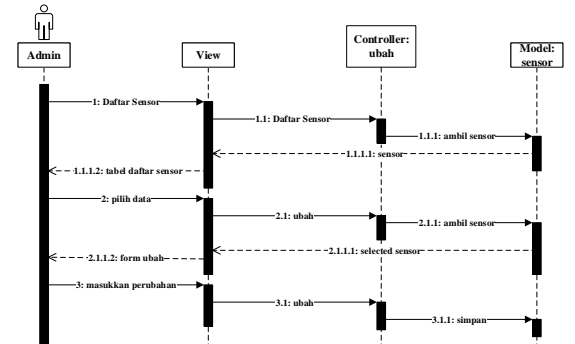 Admin
View
Controller:
ubah
Model:
sensor
1: Daftar Sensor
1.1: Daftar Sensor
1.1.1: ambil sensor
1.1.1.1: sensor
1.1.1.2: tabel daftar sensor
2: pilih data
2.1: ubah
2.1.1: ambil sensor
2.1.1.1: selected sensor
2.1.1.2: form ubah
3: masukkan perubahan
3.1: ubah
3.1.1: simpan